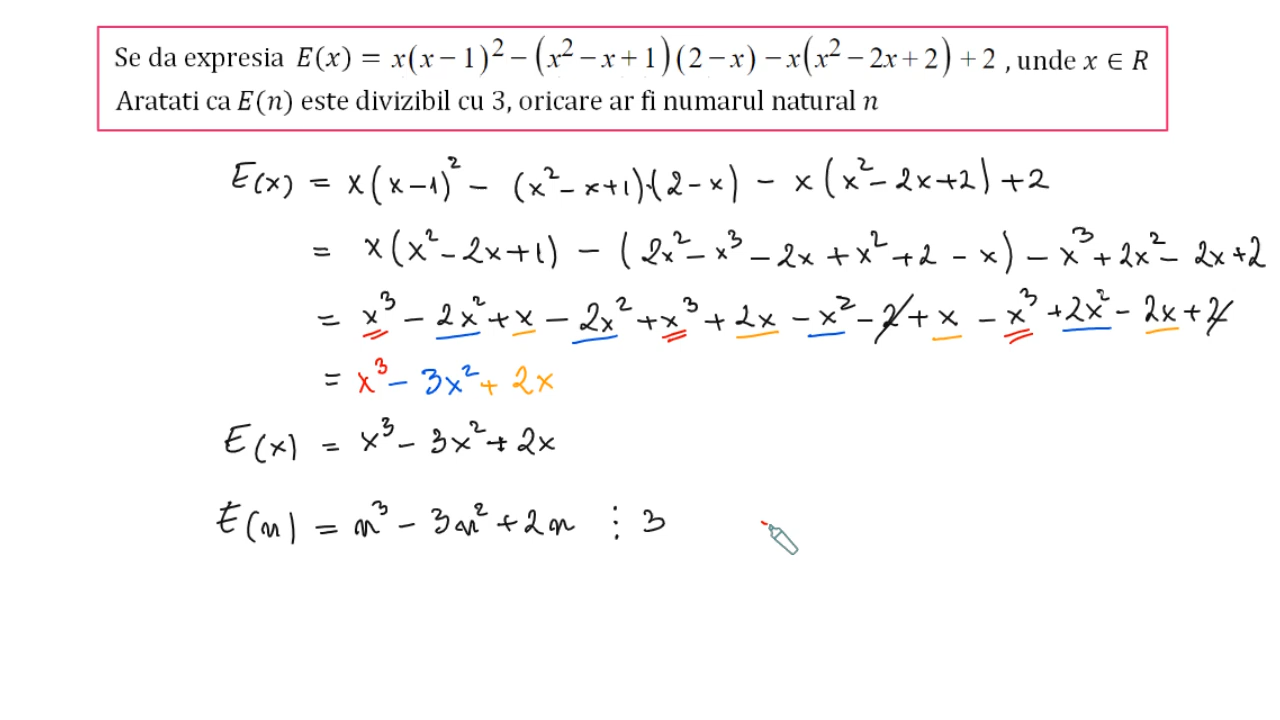 Se da expresia E(x) = x(x−1)² − (x² − x + 1)(2 − x) − x(x² − 2x + 2) + 2 , unde x ∈ R
Aratati ca E(n) este divizibil cu 3, oricare ar fi numarul natural n
E(x) = x(x−1)² − (x² − x+1)·(2 − x) − x(x² − 2x+2) + 2
= x(x² − 2x+1) − (2x² − x³ − 2x + x² + 2 − x) − x³ + 2x² − 2x + 2
= x³ − 2x² + x − 2x² + x³ + 2x − x² − 2 + x − x³ + 2x² − 2x + 2
= x³ − 3x² + 2x
E(x) = x³ − 3x² + 2x
E(n) = n³ − 3n² + 2n ⋮ 3